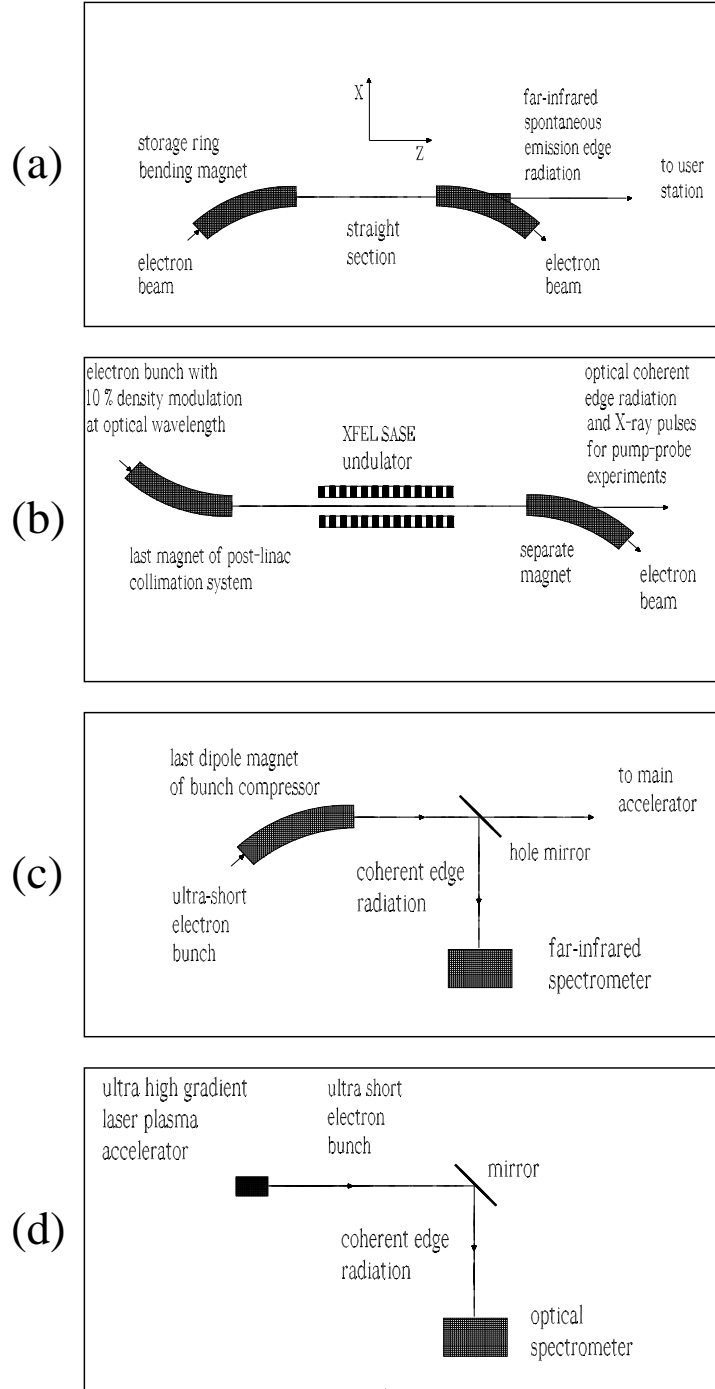 (a)
X
Z
storage ring
bending magnet
far-infrared
spontaneous
emission edge
radiation
to user
station
straight
section
electron
beam
electron
beam
(b)
electron bunch with
10 % density modulation
at optical wavelength
XFEL SASE
undulator
optical coherent
edge radiation
and X-ray pulses
for pump-probe
experiments
last magnet of post-linac
collimation system
separate
magnet
electron
beam
(c)
last dipole magnet
of bunch compressor
to main
accelerator
hole mirror
coherent edge
radiation
ultra-short
electron
bunch
far-infrared
spectrometer
(d)
ultra high gradient
laser plasma
accelerator
ultra short
electron
bunch
mirror
coherent edge
radiation
optical
spectrometer